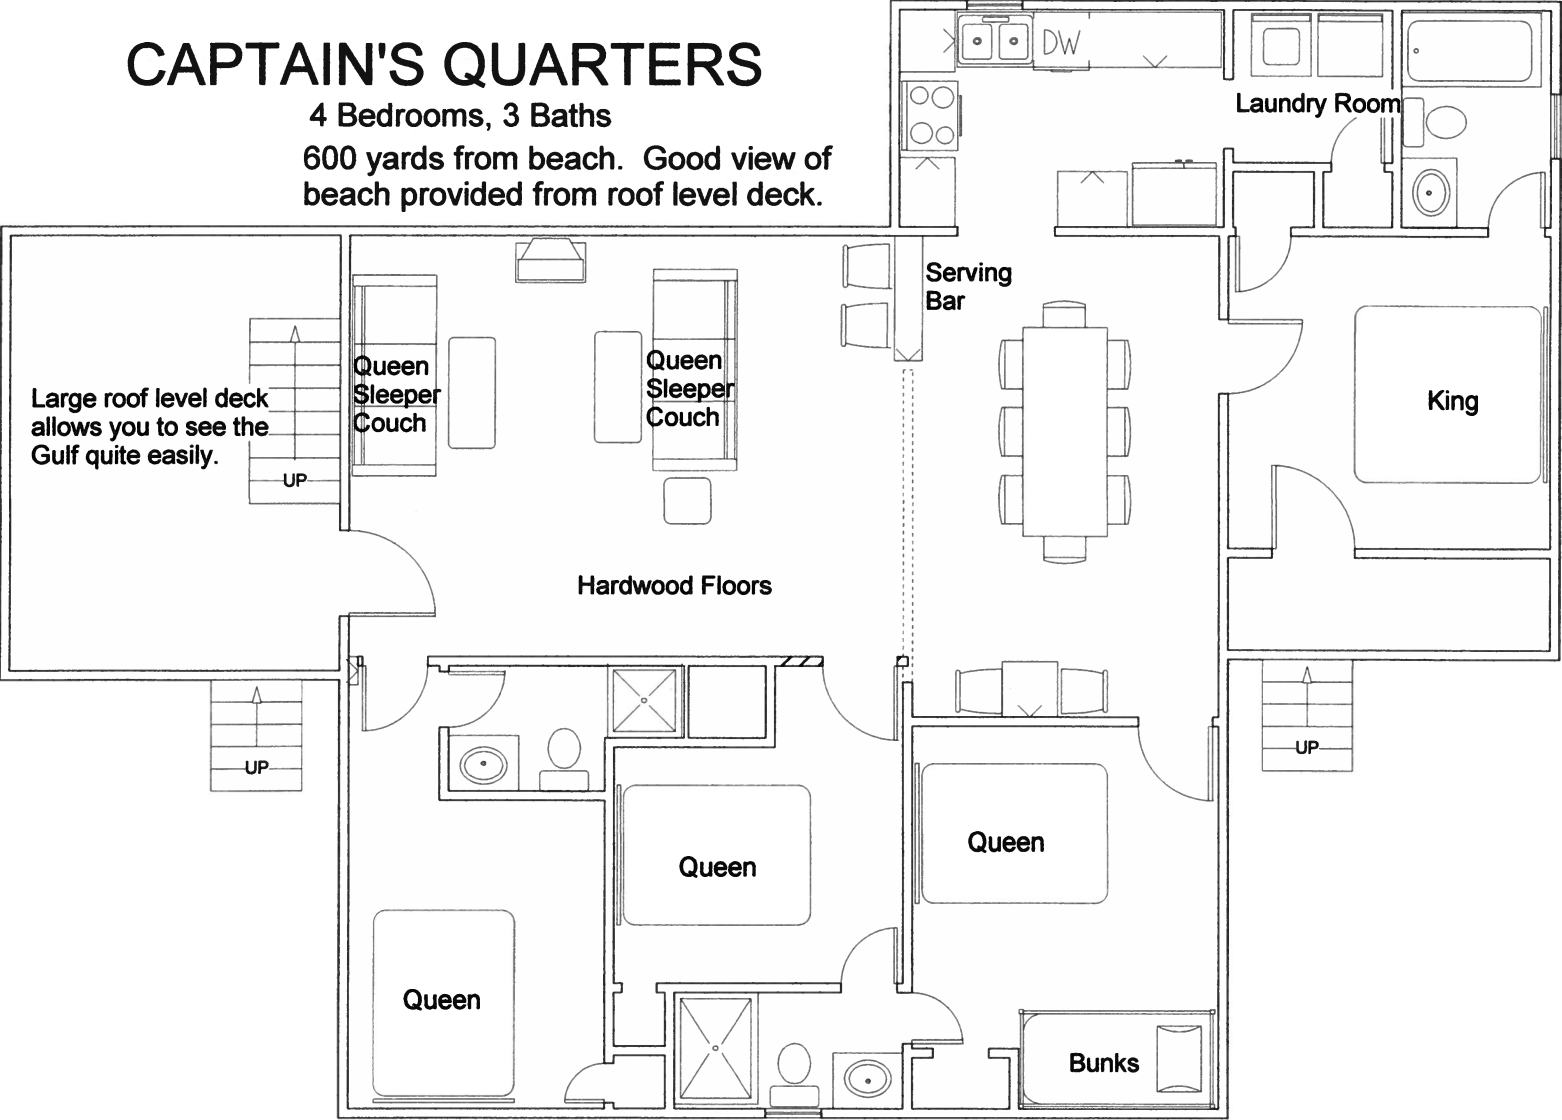 CAPTAIN'S QUARTERS
4 Bedrooms, 3 Baths
600 yards from beach.  Good view of
beach provided from roof level deck.
DW
Laundry Room
Serving
Bar
Queen
Sleeper
Couch
Queen
Sleeper
Couch
Large roof level deck
allows you to see the
Gulf quite easily.
UP
King
Hardwood Floors
UP
UP
Queen
Queen
Queen
Bunks